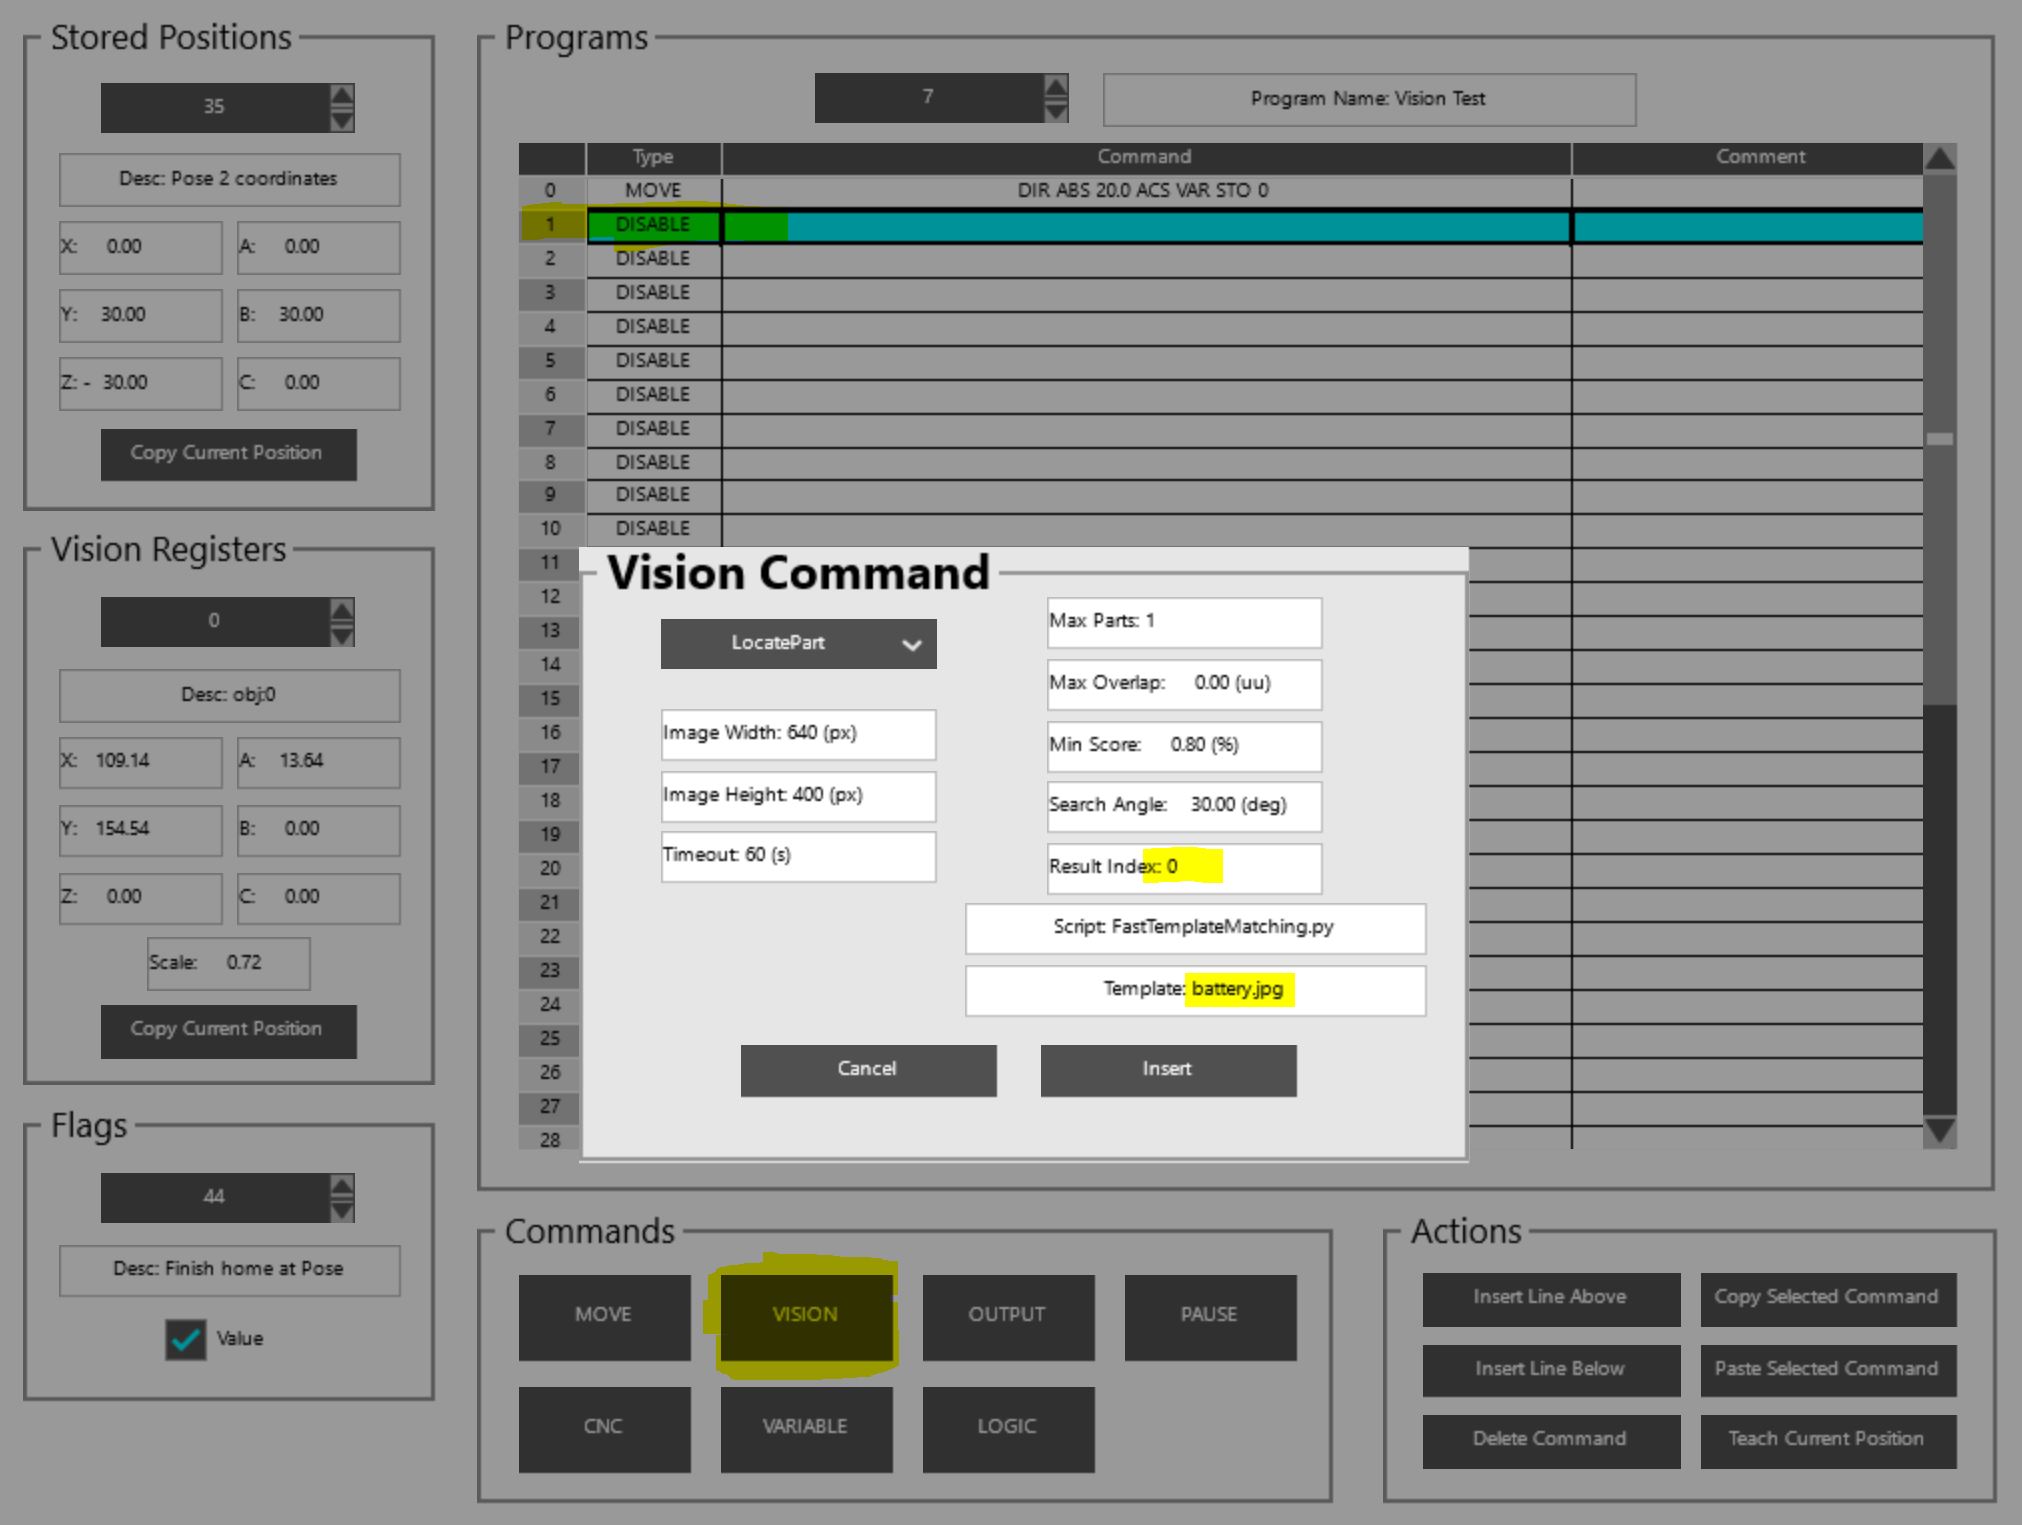 Stored Positions
35
Desc: Pose 2 coordinates
X: 0.00
A: 0.00
Y: 30.00
B: 30.00
Z: - 30.00
C: 0.00
Copy Current Position
Vision Registers
0
Desc: obj:0
X: 109.14
A: 13.64
Y: 154.54
B: 0.00
Z: 0.00
C: 0.00
Scale: 0.72
Copy Current Position
Flags
44
Desc: Finish home at Pose
Value
Programs
7
Program Name: Vision Test
Type Command Comment
0 MOVE DIR ABS 20.0 ACS VAR STO 0
1 DISABLE
2 DISABLE
3 DISABLE
4 DISABLE
5 DISABLE
6 DISABLE
7 DISABLE
8 DISABLE
9 DISABLE
10 DISABLE
11
12
13
14
15
16
17
18
19
20
21
22
23
24
25
26
27
28
Vision Command
LocatePart
Image Width: 640 (px)
Image Height: 400 (px)
Timeout: 60 (s)
Max Parts: 1
Max Overlap: 0.00 (uu)
Min Score: 0.80 (%)
Search Angle: 30.00 (deg)
Result Index: 0
Script: FastTemplateMatching.py
Template: battery.jpg
Cancel
Insert
Commands
MOVE
VISION
OUTPUT
PAUSE
CNC
VARIABLE
LOGIC
Actions
Insert Line Above
Copy Selected Command
Insert Line Below
Paste Selected Command
Delete Command
Teach Current Position